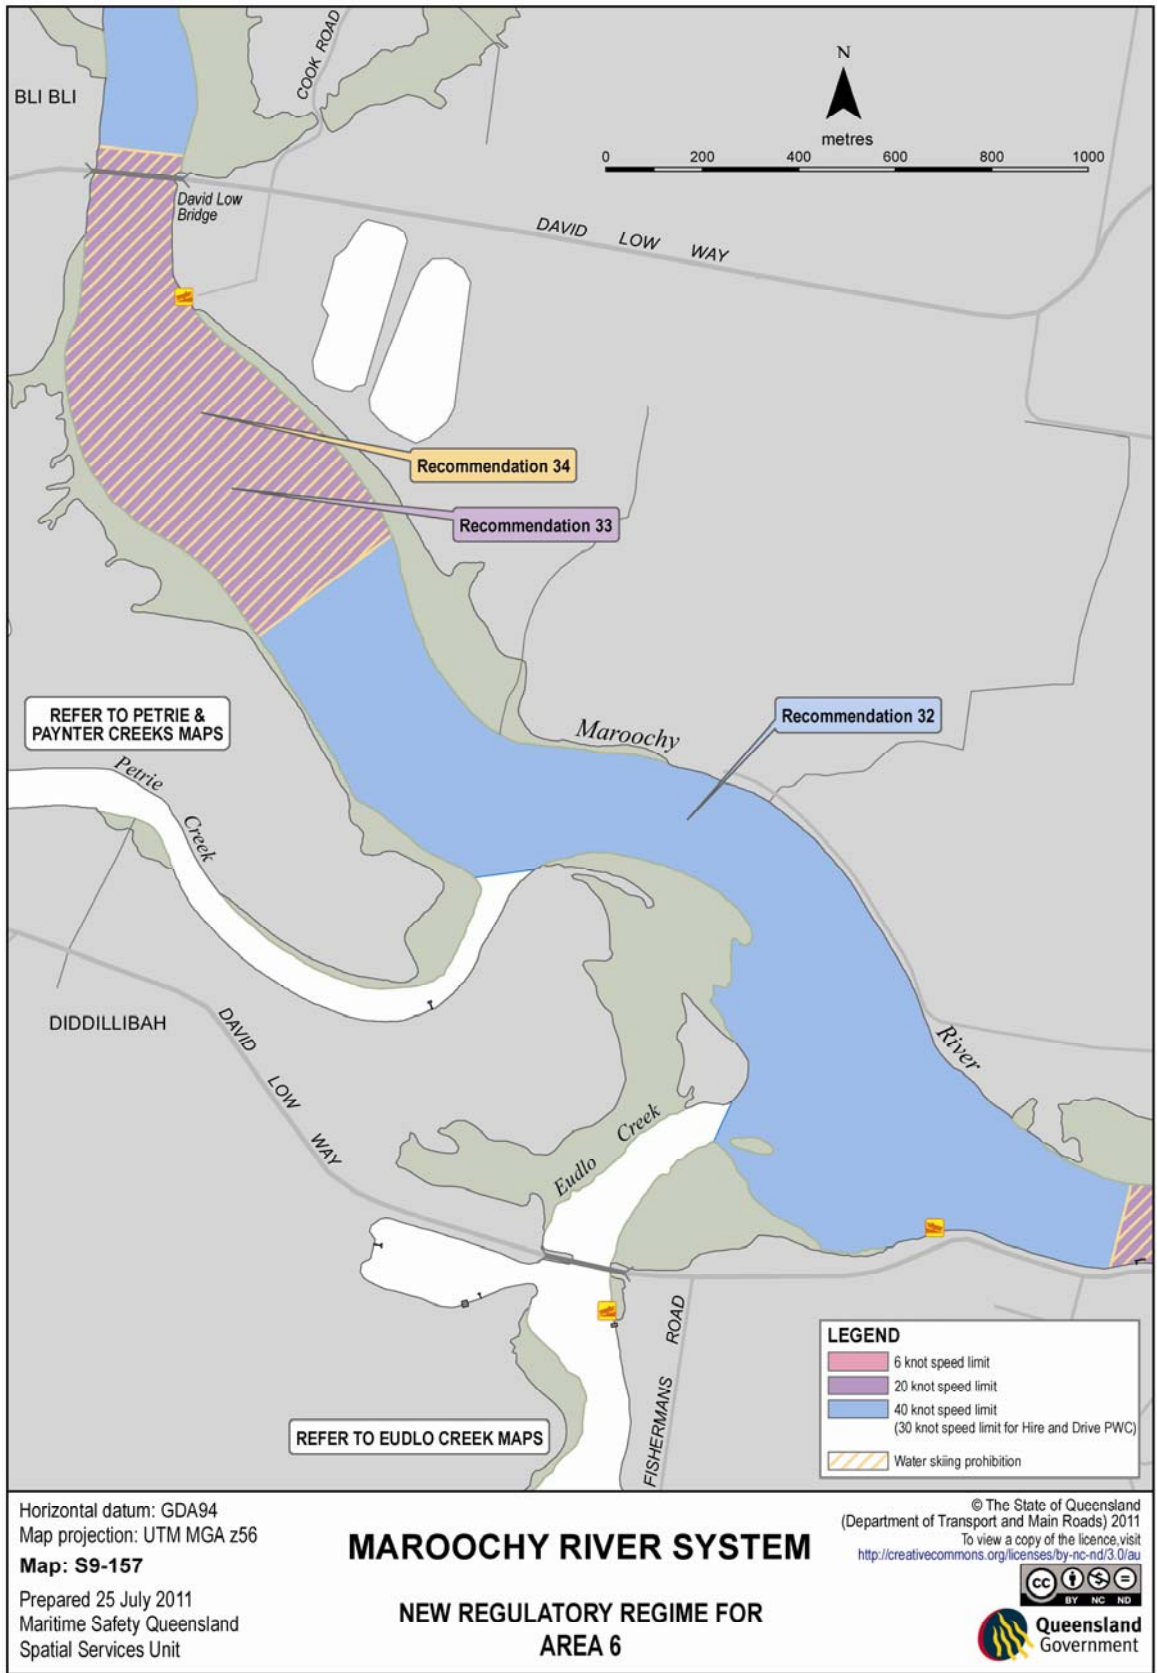 BLI BLI
COOK ROAD
N
metres
0 200 400 600 800 1000
David Low
Bridge
DAVID LOW WAY
Recommendation 34
Recommendation 33
REFER TO PETRIE &
PAYNTER CREEKS MAPS
Recommendation 32
Maroochy
Petrie
Creek
DIDDILLIBAH
DAVID
LOW
WAY
River
Eudlo Creek
FISHERMANS ROAD
REFER TO EUDLO CREEK MAPS
LEGEND
6 knot speed limit
20 knot speed limit
40 knot speed limit
(30 knot speed limit for Hire and Drive PWC)
Water skiing prohibition
Horizontal datum: GDA94
Map projection: UTM MGA z56
Map: S9-157
Prepared 25 July 2011
Maritime Safety Queensland
Spatial Services Unit
MAROOCHY RIVER SYSTEM
NEW REGULATORY REGIME FOR
AREA 6
© The State of Queensland
(Department of Transport and Main Roads) 2011
To view a copy of the licence,visit
http://creativecommons.org/licenses/by-nc-nd/3.0/au
CC
BY NC ND
Queensland
Government